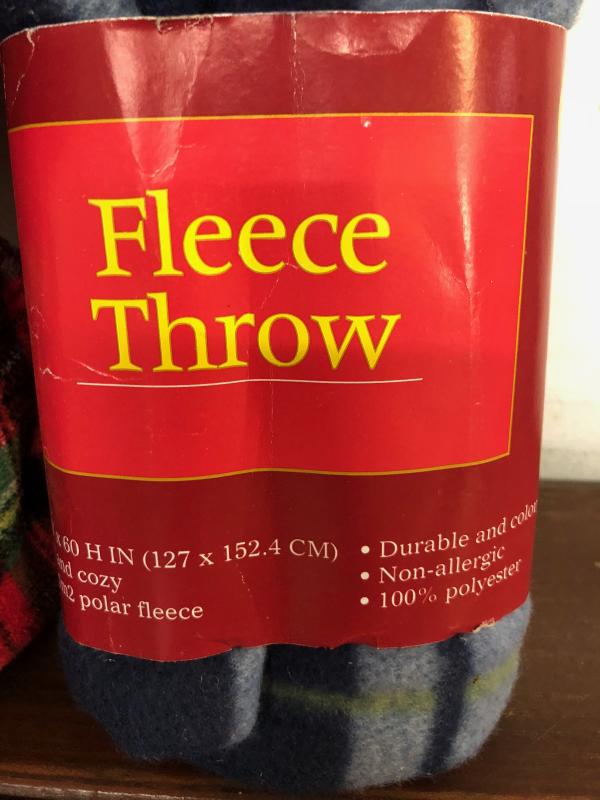 Fleece
Throw
x 60 H IN (127 x 152.4 CM)
and cozy
m2 polar fleece
• Durable and color
• Non-allergic
• 100% polyester